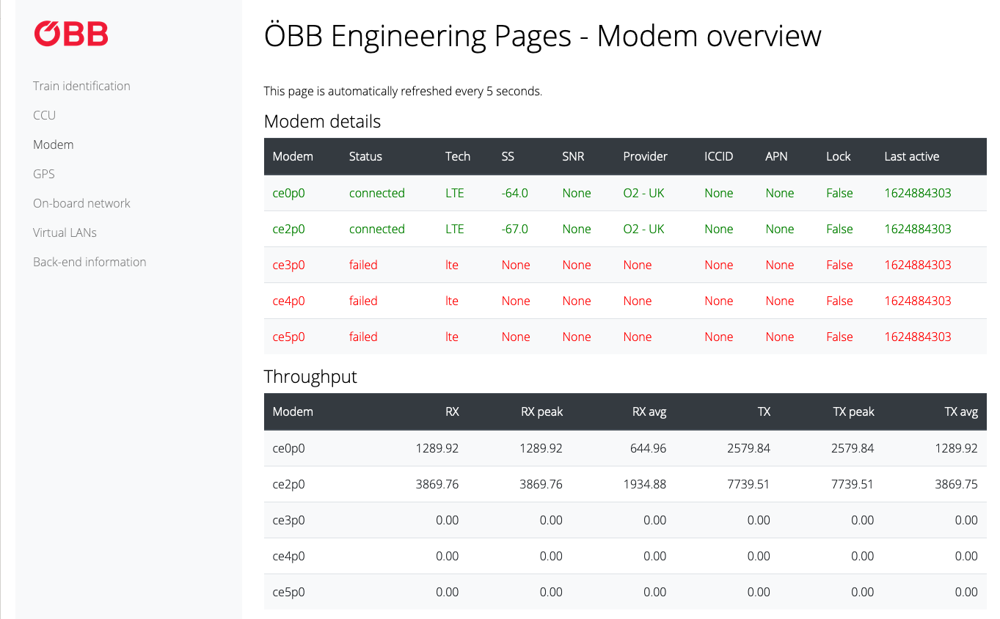 ÖBB
Train identification
CCU
Modem
GPS
On-board network
Virtual LANs
Back-end information
ÖBB Engineering Pages - Modem overview
This page is automatically refreshed every 5 seconds.
Modem details
Modem Status Tech SS SNR Provider ICCID APN Lock Last active
ce0p0 connected LTE -64.0 None O2 - UK None None False 1624884303
ce2p0 connected LTE -67.0 None O2 - UK None None False 1624884303
ce3p0 failed lte None None None None None False 1624884303
ce4p0 failed lte None None None None None False 1624884303
ce5p0 failed lte None None None None None False 1624884303
Throughput
Modem RX RX peak RX avg TX TX peak TX avg
ce0p0 1289.92 1289.92 644.96 2579.84 2579.84 1289.92
ce2p0 3869.76 3869.76 1934.88 7739.51 7739.51 3869.75
ce3p0 0.00 0.00 0.00 0.00 0.00 0.00
ce4p0 0.00 0.00 0.00 0.00 0.00 0.00
ce5p0 0.00 0.00 0.00 0.00 0.00 0.00